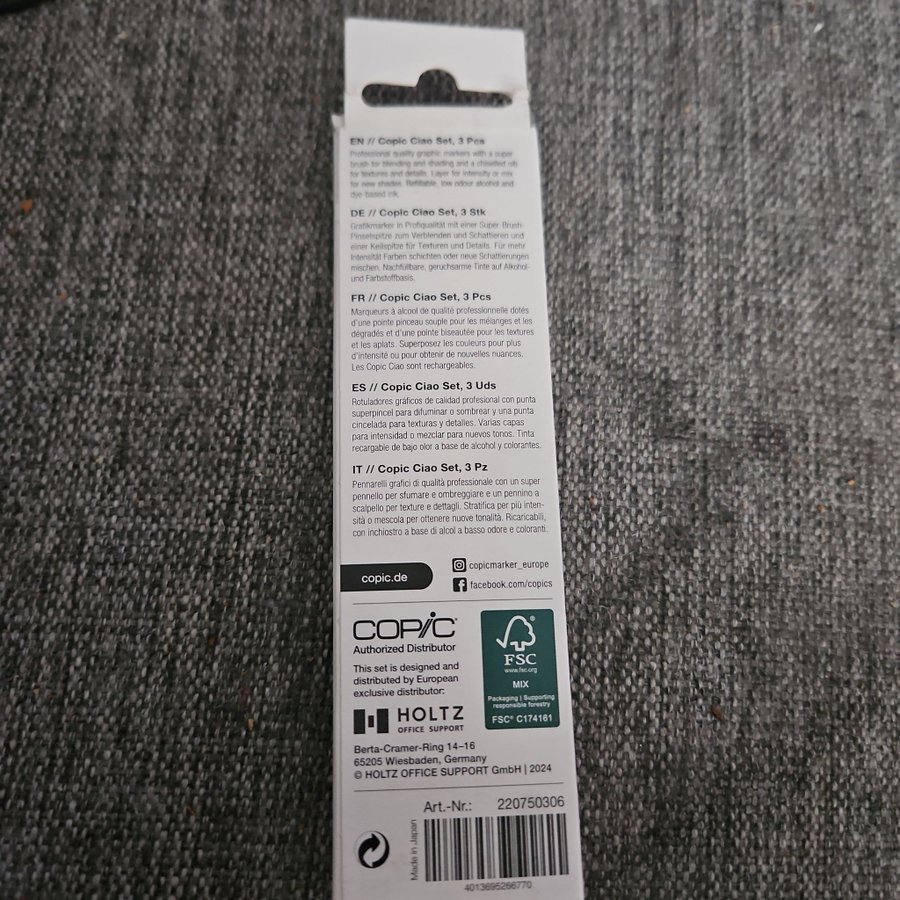 EN // Copic Ciao Set, 3 Pcs
Professional quality graphic markers with a super
brush for blending and shading and a chiselled nib
for textures and details. Layer for intensity or mix
for new shades. Refillable, low odour alcohol and
dye-based ink.
DE // Copic Ciao Set, 3 Stk
Grafikmarker in Profiqualität mit einer Super Brush-
Pinselspitze zum Verblenden und Schattieren und
einer Keilspitze für Texturen und Details. Für mehr
Intensität Farben schichten oder neue Schattierungen
mischen. Nachfüllbare, geruchsarme Tinte auf Alkohol-
und Farbstoffbasis.
FR // Copic Ciao Set, 3 Pcs
Marqueurs à alcool de qualité professionnelle dotés
d'une pointe pinceau souple pour les mélanges et les
dégradés et d'une pointe biseautée pour les textures
et les aplats. Superposez les couleurs pour plus
d'intensité ou pour obtenir de nouvelles nuances.
Les Copic Ciao sont rechargeables.
ES // Copic Ciao Set, 3 Uds
Rotuladores gráficos de calidad profesional con punta
superpincel para difuminar o sombrear y una punta
cincelada para texturas y detalles. Varias capas
para intensidad o mezclar para nuevos tonos. Tinta
recargable de bajo olor a base de alcohol y colorantes.
IT // Copic Ciao Set, 3 Pz
Pennarelli grafici di qualità professionale con un super
pennello per sfumare e ombreggiare e un pennino a
scalpello per texture e dettagli. Stratifica per più inten-
sità o mescola per ottenere nuove tonalità. Ricaricabili,
con inchiostro a base di alcol a basso odore e coloranti.
copic.de
copicmarker_europe
facebook.com/copics
COPIC
Authorized Distributor
This set is designed and
distributed by European
exclusive distributor:
HOLTZ
OFFICE SUPPORT
Berta-Cramer-Ring 14–16
65205 Wiesbaden, Germany
© HOLTZ OFFICE SUPPORT GmbH | 2024
FSC
www.fsc.org
MIX
Packaging | Supporting
responsible forestry
FSC® C174161
Art.-Nr.: 220750306
Made in Japan
4013695266770